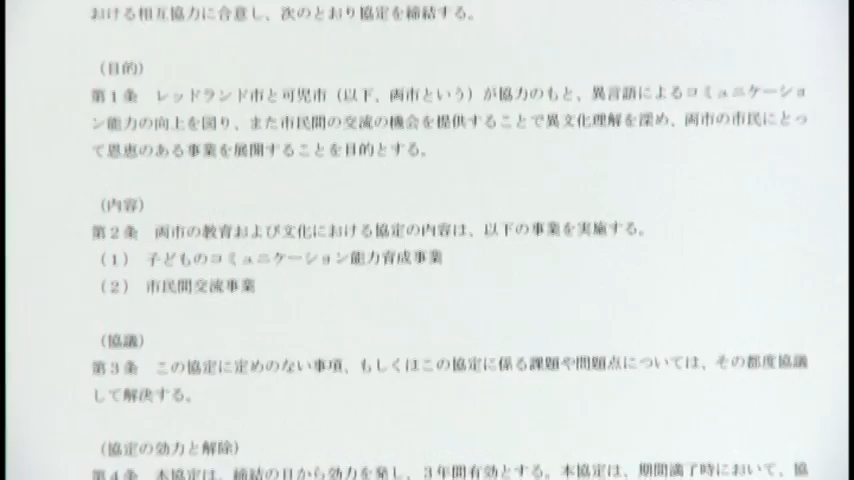 おける相互協力に合意し、次のとおり協定を締結する。
（目的）
第１条　レッドランド市と可児市（以下、両市という）が協力のもと、異言語によるコミュニケーショ
ン能力の向上を図り、また市民間の交流の機会を提供することで異文化理解を深め、両市の市民にとっ
て恩恵のある事業を展開することを目的とする。
（内容）
第２条　両市の教育および文化における協定の内容は、以下の事業を実施する。
（１）　子どものコミュニケーション能力育成事業
（２）　市民間交流事業
（協議）
第３条　この協定に定めのない事項、もしくはこの協定に係る課題や問題点については、その都度協議
して解決する。
（協定の効力と解除）
第４条　本協定は、締結の日から効力を発し、３年間有効とする。本協定は、期間満了時において、協